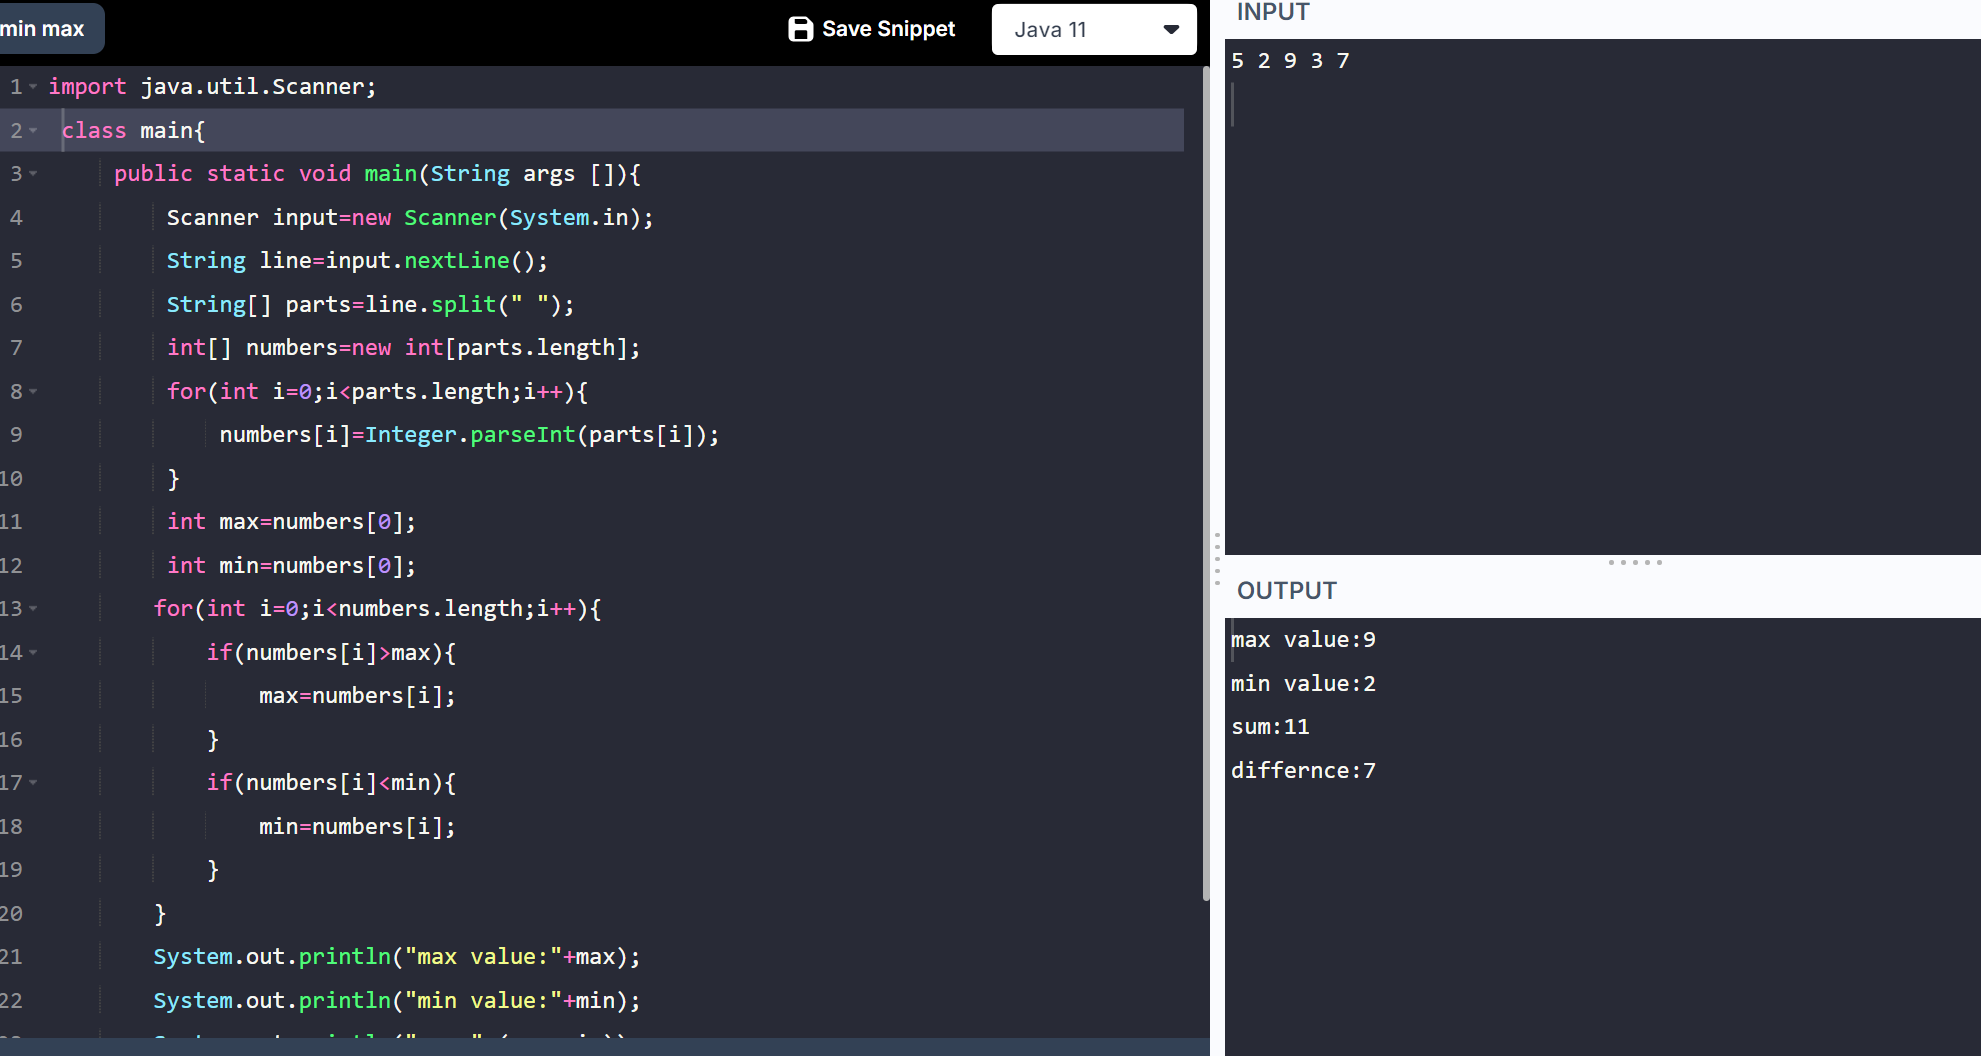 min max
Save Snippet
Java 11
1 import java.util.Scanner;
2 class main{
3 public static void main(String args []){
4 Scanner input=new Scanner(System.in);
5 String line=input.nextLine();
6 String[] parts=line.split(" ");
7 int[] numbers=new int[parts.length];
8 for(int i=0;i<parts.length;i++){
9 numbers[i]=Integer.parseInt(parts[i]);
10 }
11 int max=numbers[0];
12 int min=numbers[0];
13 for(int i=0;i<numbers.length;i++){
14 if(numbers[i]>max){
15 max=numbers[i];
16 }
17 if(numbers[i]<min){
18 min=numbers[i];
19 }
20 }
21 System.out.println("max value:"+max);
22 System.out.println("min value:"+min);
INPUT
5 2 9 3 7
OUTPUT
max value:9
min value:2
sum:11
differnce:7